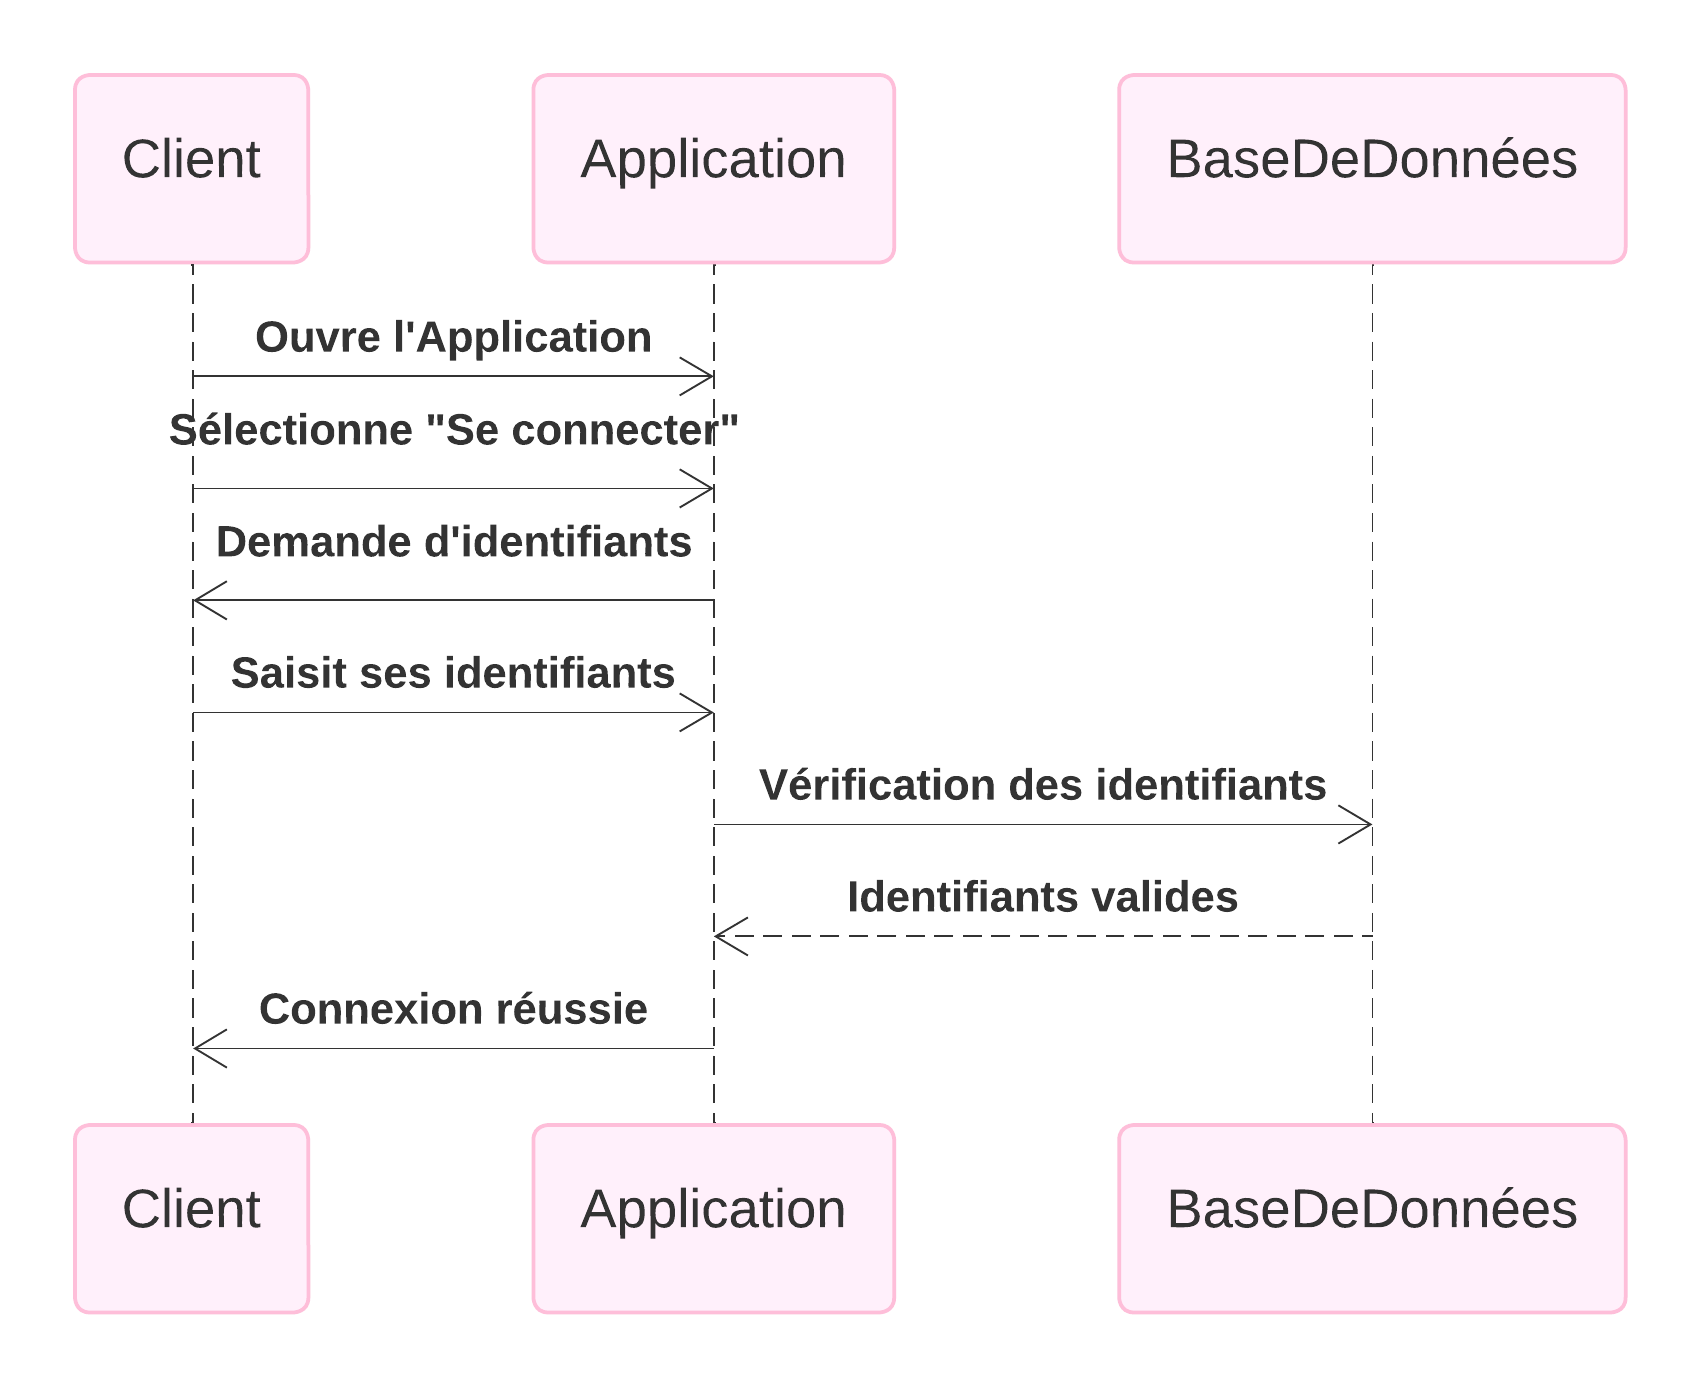 Client
Application
BaseDeDonnées
Ouvre l'Application
Sélectionne "Se connecter"
Demande d'identifiants
Saisit ses identifiants
Vérification des identifiants
Identifiants valides
Connexion réussie
Client
Application
BaseDeDonnées